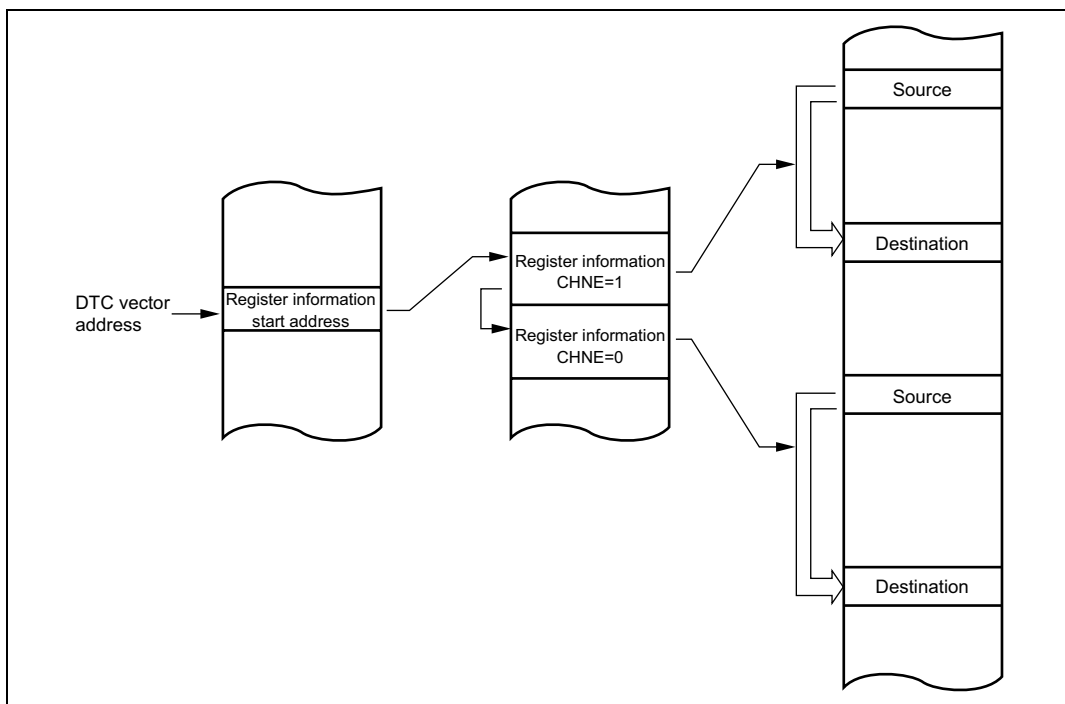 DTC vector
address
Register information
start address
Register information
CHNE=1
Register information
CHNE=0
Source
Destination
Source
Destination